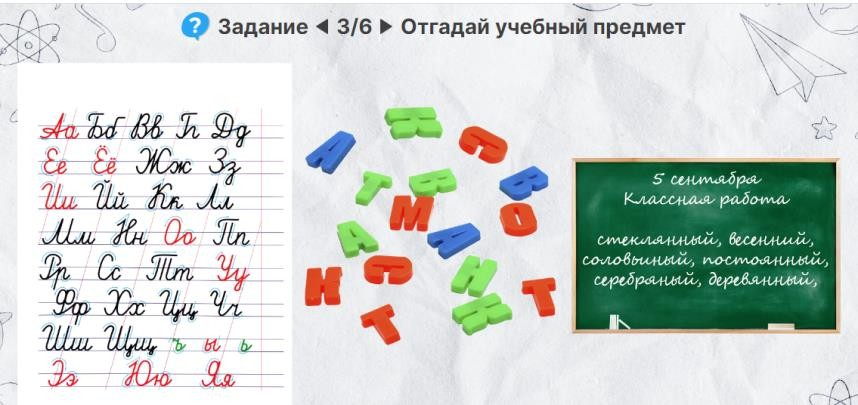 ? Задание ◀ 3/6 ▶ Отгадай учебный предмет
Аа Бб Вв Гг Дд
Ее Ёё Жж Зз
Ии Йй Кк Лл
Мм Нн Оо Пп
Рр Сс Тт Уу
Фф Хх Цц Чч
Шш Щщ ъ ы ь
Ээ Юю Яя
Ж
А С
Т В В
М О
А А
И С И
Т Ж Т
5 сентября
Классная работа
стеклянный, весенний,
соловьиный, постоянный,
серебряный, деревянный,